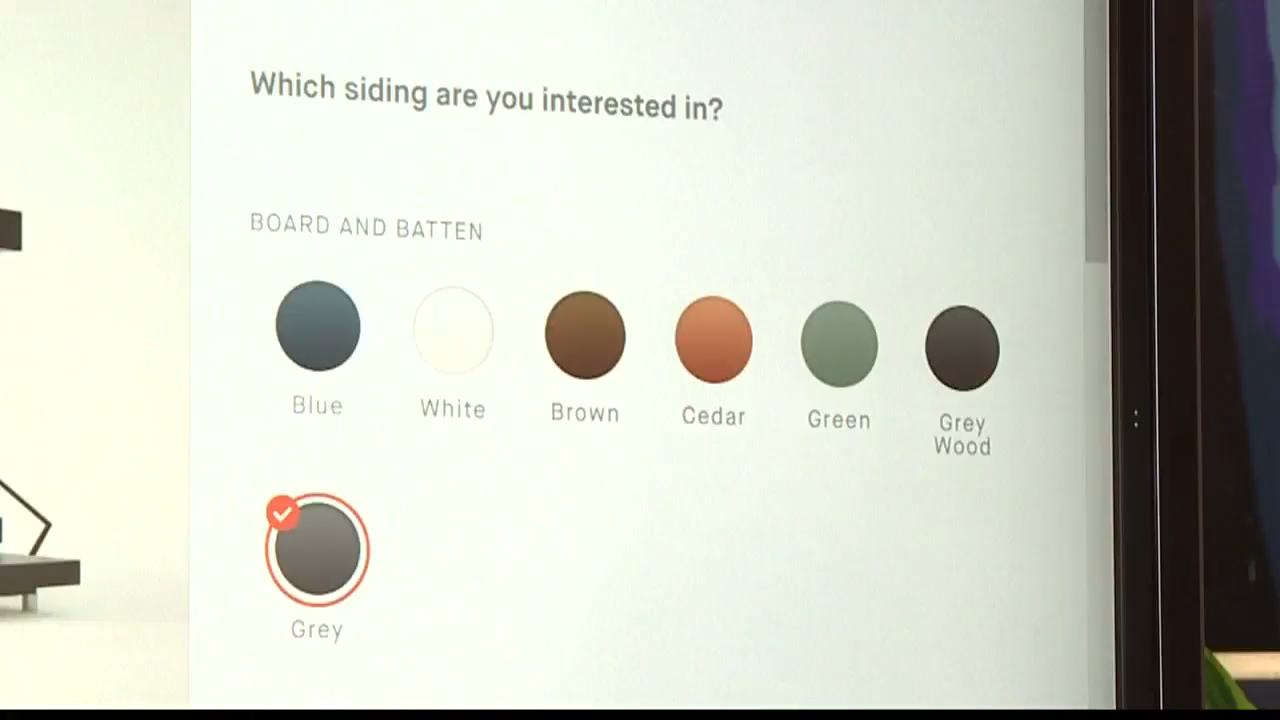 Which siding are you interested in?
BOARD AND BATTEN
Blue
White
Brown
Cedar
Green
Grey
Wood
Grey